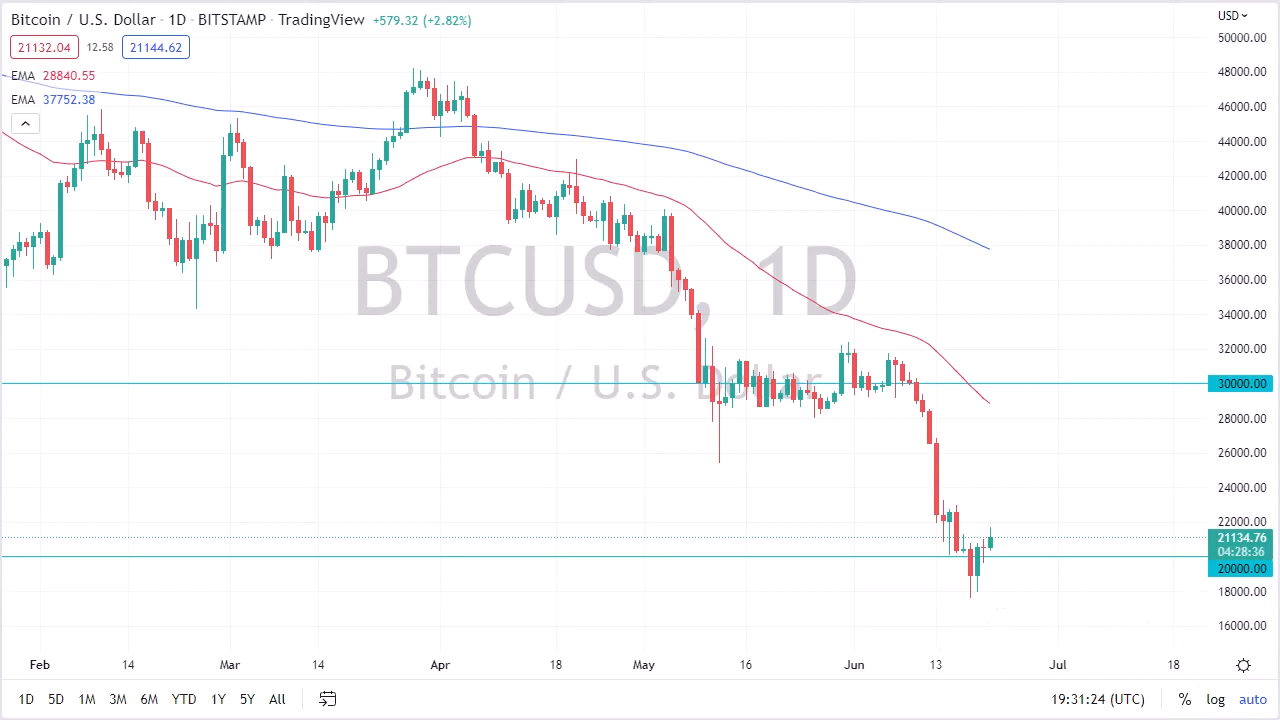 Bitcoin / U.S. Dollar · 1D · BITSTAMP · TradingView +579.32 (+2.82%)
21132.04 12.58 21144.62
EMA 28840.55
EMA 37752.38
USD
50000.00
48000.00
46000.00
44000.00
42000.00
40000.00
38000.00
36000.00
34000.00
32000.00
30000.00
28000.00
26000.00
24000.00
22000.00
21134.76
04:28:36
20000.00
18000.00
16000.00
BTCUSD, 1D
Bitcoin / U.S. Dollar
Feb 14 Mar 14 Apr 18 May 16 Jun 13 Jul 18
1D 5D 1M 3M 6M YTD 1Y 5Y All 19:31:24 (UTC) % log auto